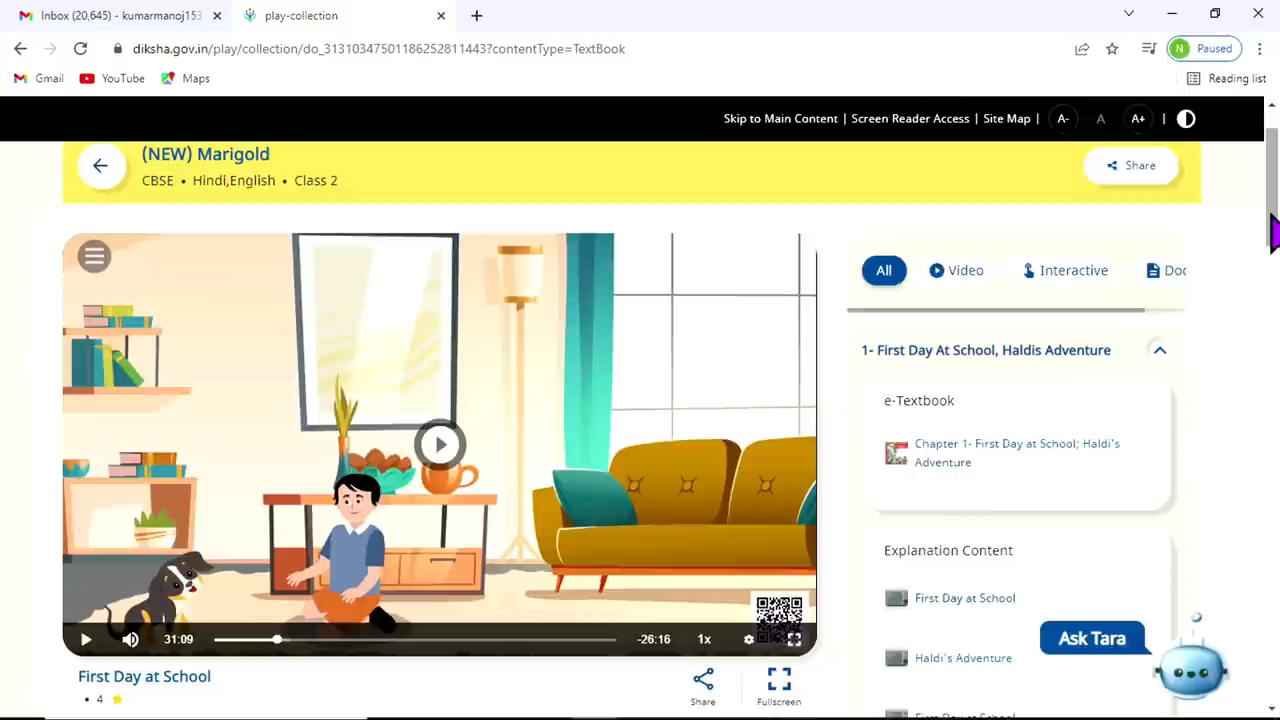 Inbox (20,645) - kumarmanoj153
play-collection
diksha.gov.in/play/collection/do_31310347501186252811443?contentType=TextBook
N Paused
Gmail YouTube Maps
Reading list
Skip to Main Content | Screen Reader Access | Site Map | A- A A+ |
(NEW) Marigold
CBSE • Hindi,English • Class 2
Share
All Video Interactive Doc
1- First Day At School, Haldis Adventure
e-Textbook
Chapter 1- First Day at School; Haldi's
Adventure
Explanation Content
First Day at School
Ask Tara
Haldi's Adventure
31:09 -26:16 1x
First Day at School
• 4
Share Fullscreen